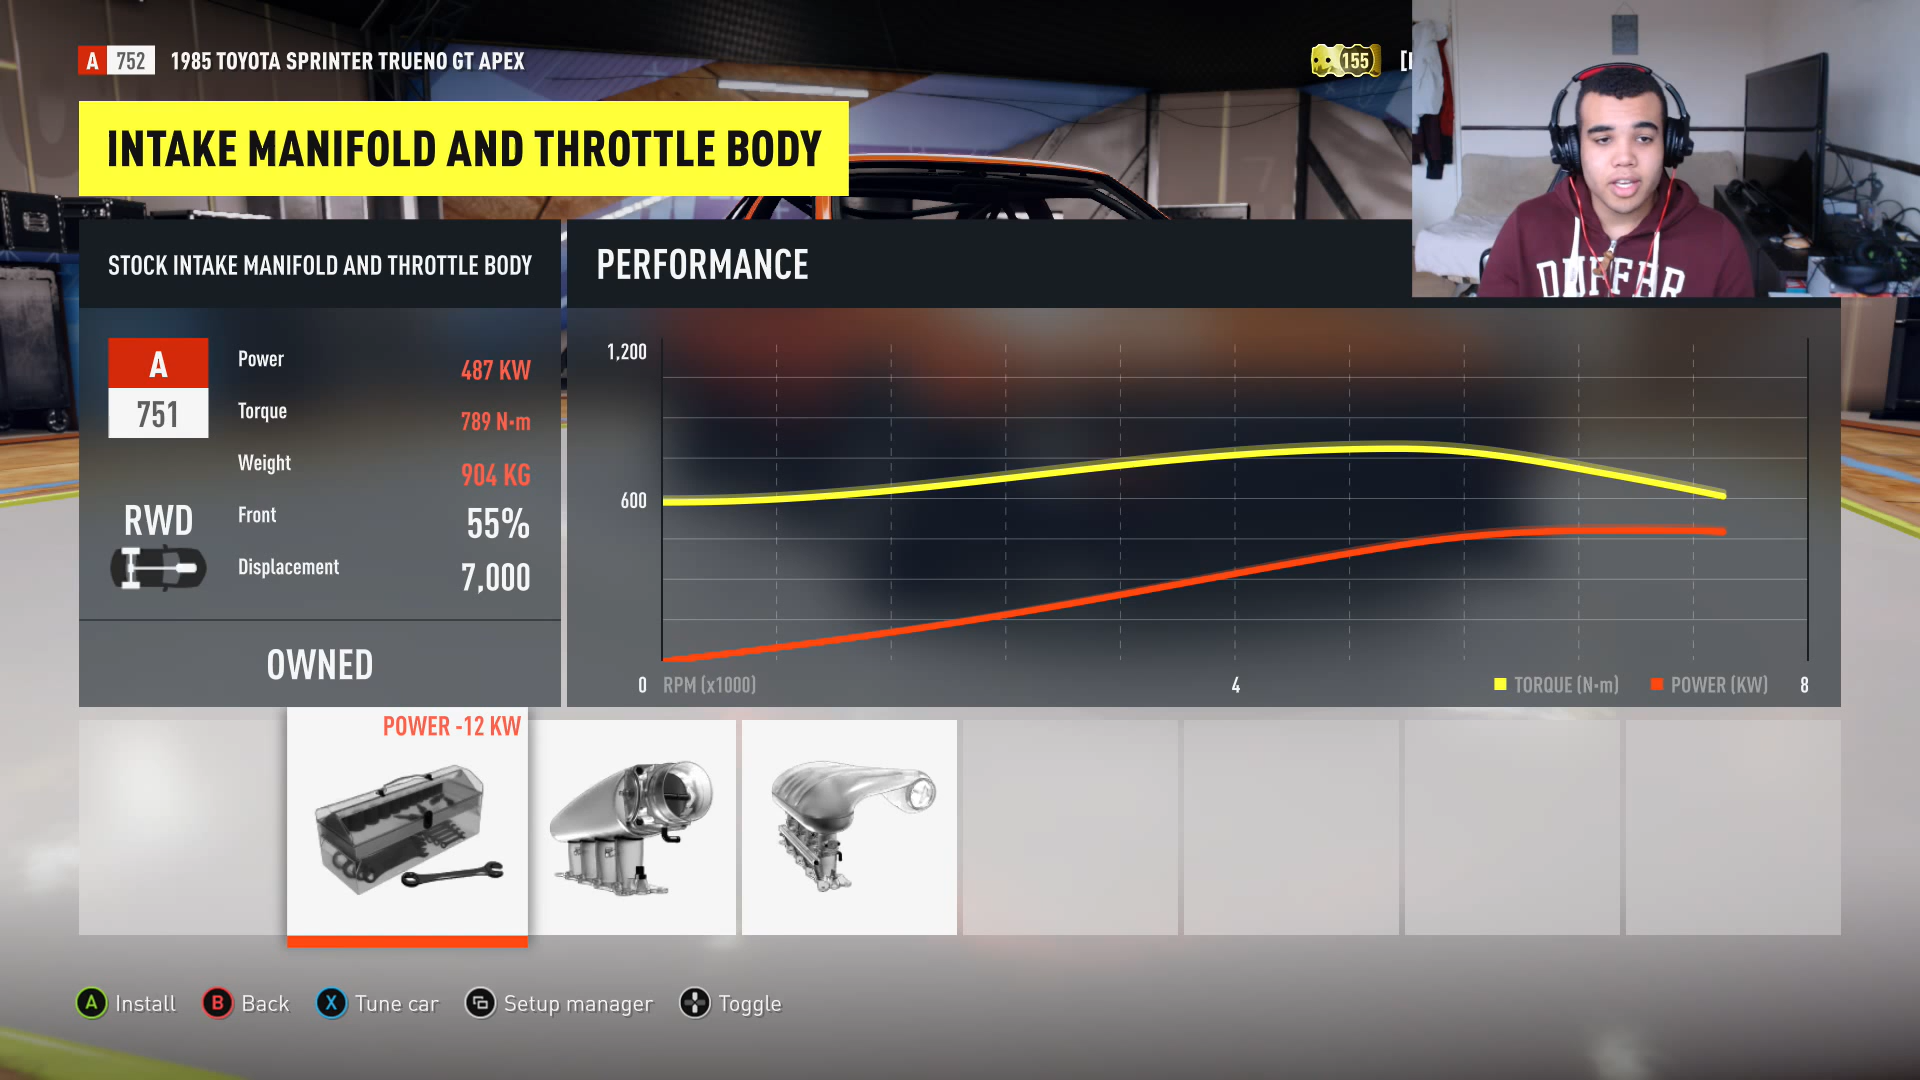 A 752 1985 TOYOTA SPRINTER TRUENO GT APEX
155
INTAKE MANIFOLD AND THROTTLE BODY
STOCK INTAKE MANIFOLD AND THROTTLE BODY
PERFORMANCE
A
751
Power 487 KW
Torque 789 N·m
Weight 904 KG
RWD
Front 55%
Displacement 7,000
OWNED
1,200
600
0 RPM (x1000) 4 8
TORQUE (N·m) POWER (KW)
POWER -12 KW
A Install B Back X Tune car Setup manager Toggle